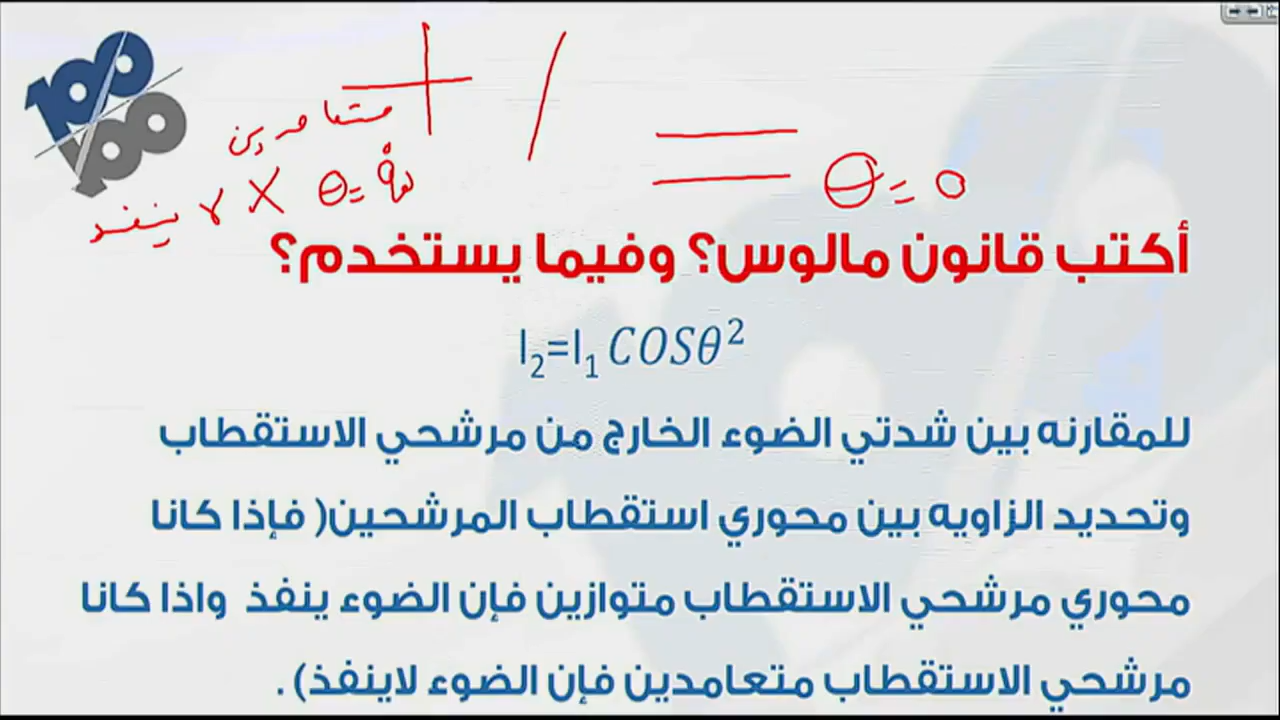 100
100
متعامدين
θ = 90°
لا ينفذ
θ = 0
أكتب قانون مالوس؟ وفيما يستخدم؟
I₂=I₁ COSθ²
للمقارنه بين شدتي الضوء الخارج من مرشحي الاستقطاب
وتحديد الزاويه بين محوري استقطاب المرشحين( فإذا كانا
محوري مرشحي الاستقطاب متوازين فإن الضوء ينفذ واذا كانا
مرشحي الاستقطاب متعامدين فإن الضوء لاينفذ) .